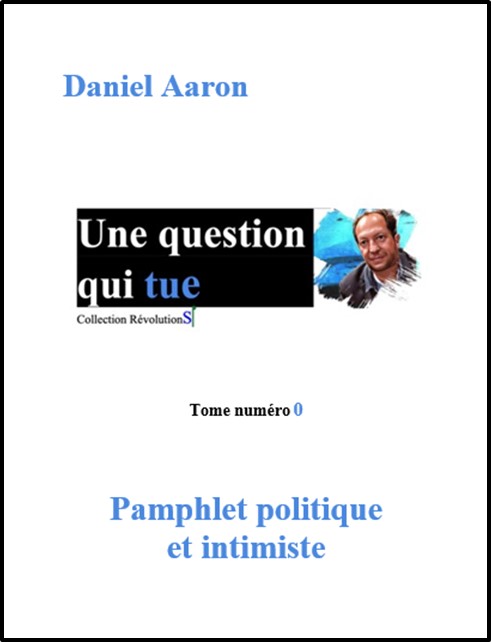 Daniel Aaron
Une question
qui tue
Collection RévolutionS
Tome numéro 0
Pamphlet politique
et intimiste